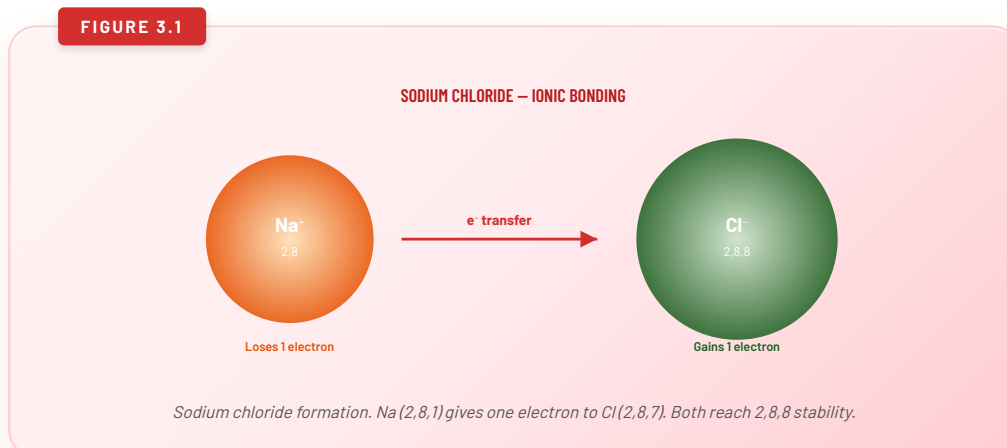 FIGURE 3.1
SODIUM CHLORIDE — IONIC BONDING
Na⁺
2,8
e⁻ transfer
Cl⁻
2,8,8
Loses 1 electron
Gains 1 electron
Sodium chloride formation. Na (2,8,1) gives one electron to Cl (2,8,7). Both reach 2,8,8 stability.